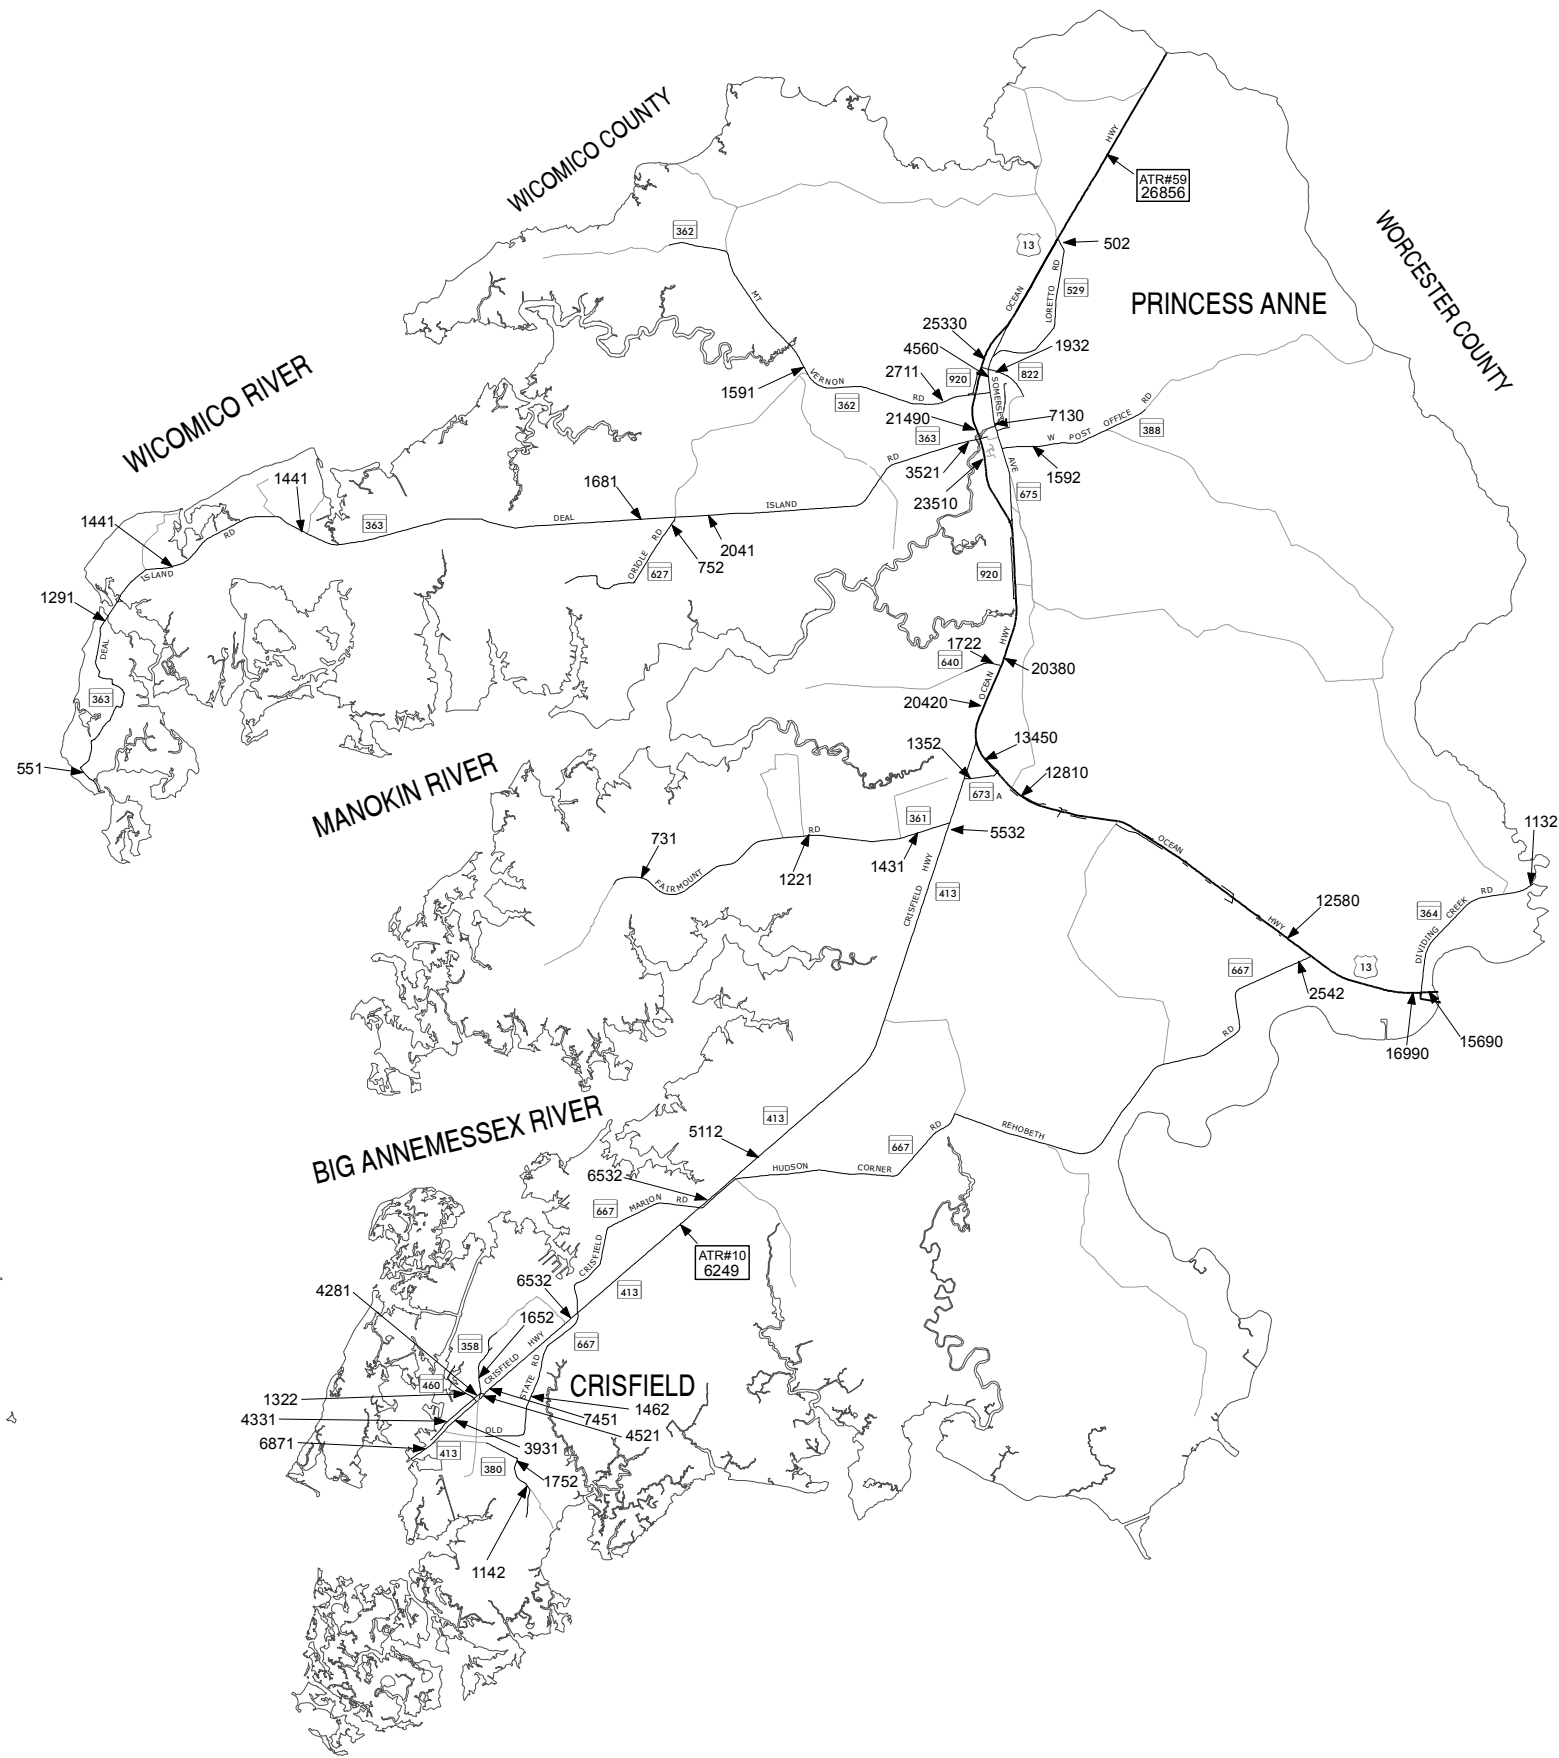 WICOMICO COUNTY
HWY
ATR#59
26856
WORCESTER COUNTY
362
13
502
RD
529
LORETTO
OCEAN
PRINCESS ANNE
MT
25330
4560
1932
2711
920
822
1591
VERNON
362
RD
SOMERSET
WICOMICO RIVER
21490
7130
363
388
W POST OFFICE RD
3521
1592
RD
AVE
675
23510
1441
1681
363
DEAL
ISLAND
1441
RD
ISLAND
ORIOLE RD
627
752
2041
920
1291
DEAL
363
HWY
1722
640
20380
OCEAN
20420
551
1352
13450
12810
673 A
MANOKIN RIVER
361
5532
731
RD
1221
1431
FAIRMOUNT
CRISFIELD HWY
413
OCEAN
1132
12580
HWY
364
DIVIDING CREEK RD
667
13
2542
RD
16990
15690
BIG ANNEMESSEX RIVER
413
5112
667
RD
REHOBETH
HUDSON
CORNER
6532
667
MARION RD
CRISFIELD
ATR#10
6249
413
6532
4281
1652
358
CRISFIELD HWY
667
STATE RD
460
CRISFIELD
1322
1462
4331
7451
4521
6871
OLD
3931
413
380
1752
1142